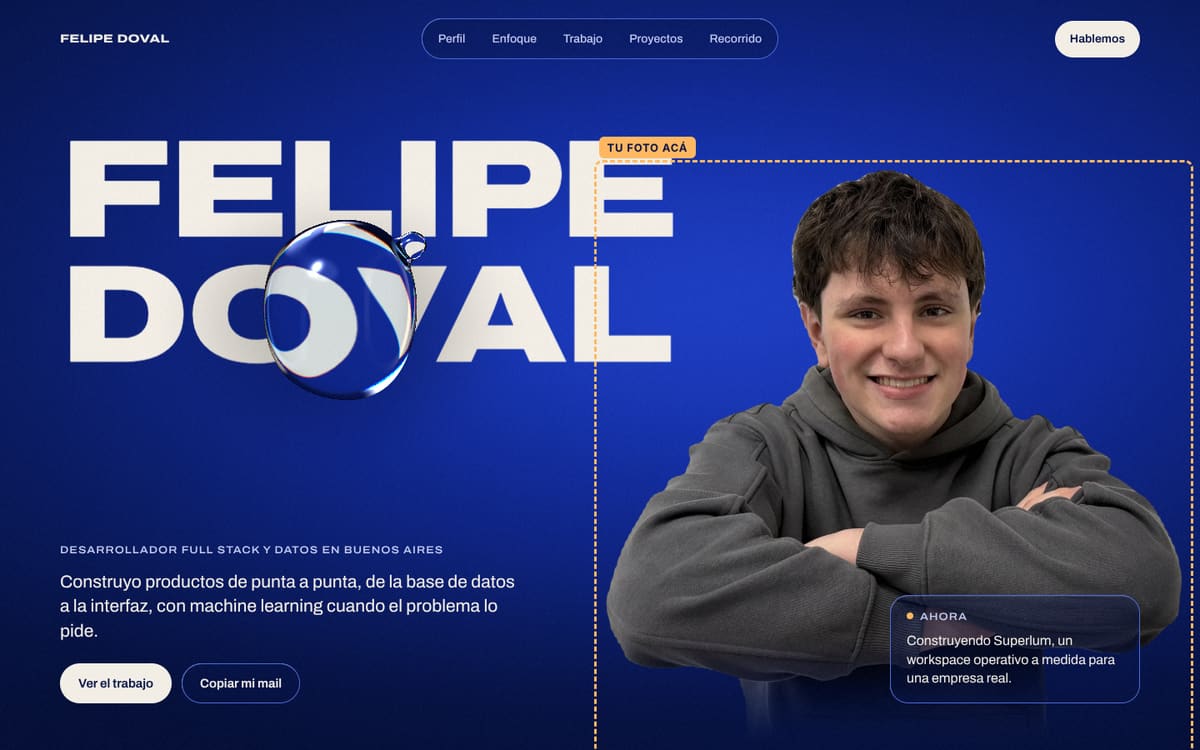 FELIPE DOVAL
Perfil
Enfoque
Trabajo
Proyectos
Recorrido
Hablemos
FELIPE
DOVAL
TU FOTO ACÁ
DESARROLLADOR FULL STACK Y DATOS EN BUENOS AIRES
Construyo productos de punta a punta, de la base de datos
a la interfaz, con machine learning cuando el problema lo
pide.
Ver el trabajo
Copiar mi mail
AHORA
Construyendo Superlum, un
workspace operativo a medida para
una empresa real.